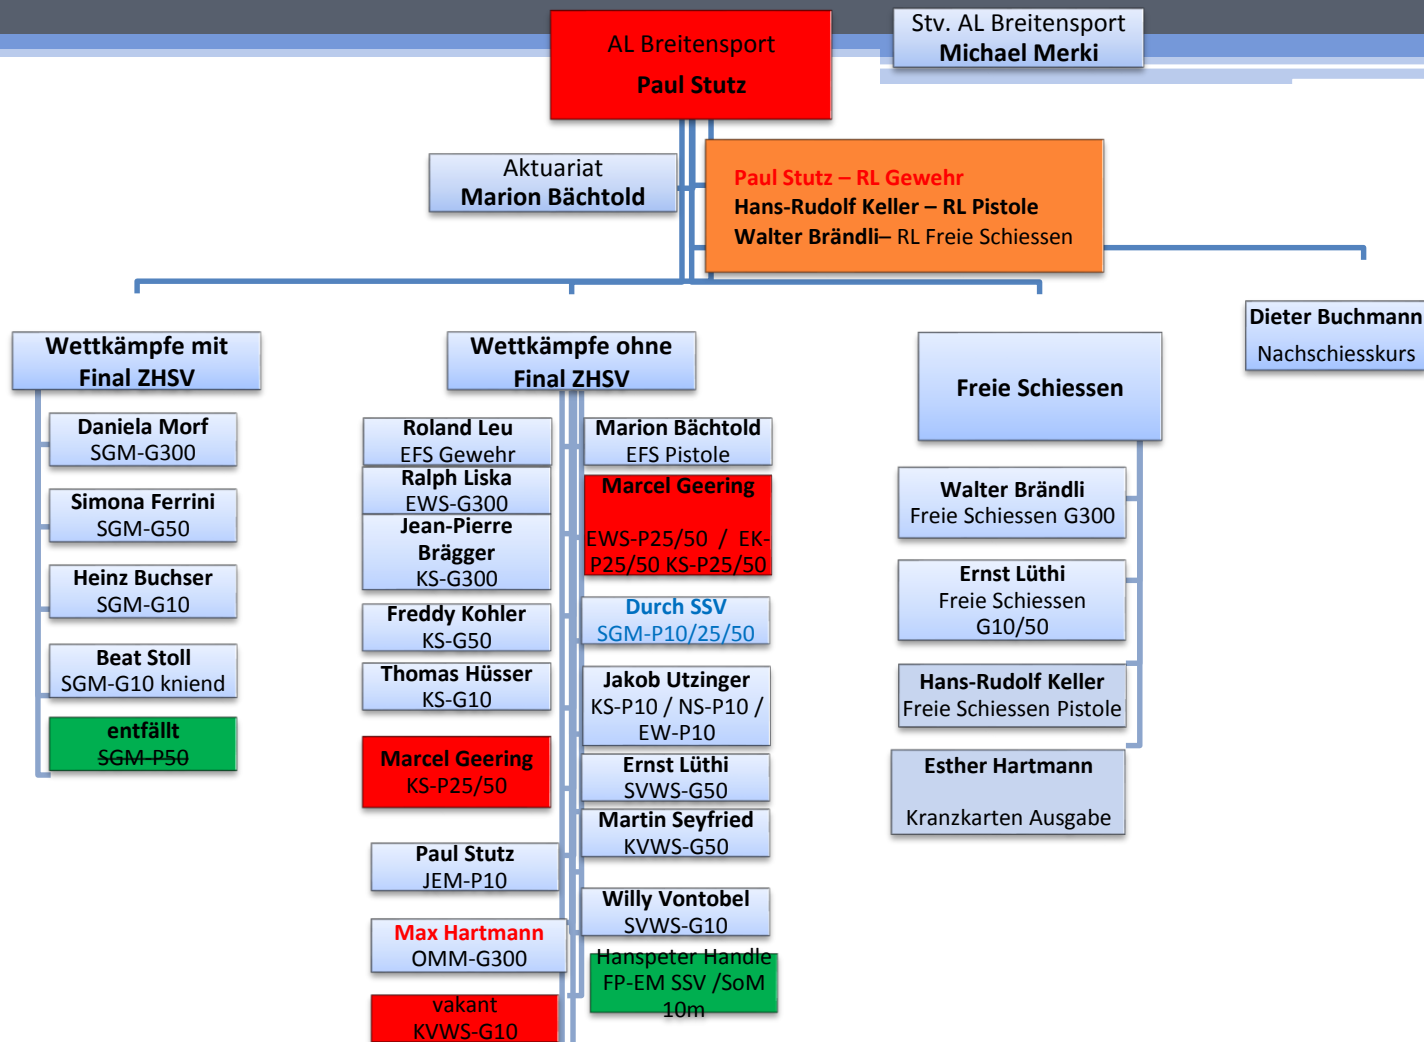 AL Breitensport
Paul Stutz
Stv. AL Breitensport
Michael Merki
Aktuariat
Marion Bächtold
Paul Stutz – RL Gewehr
Hans-Rudolf Keller – RL Pistole
Walter Brändli– RL Freie Schiessen
Dieter Buchmann
Nachschiesskurs
Wettkämpfe mit
Final ZHSV
Daniela Morf
SGM-G300
Simona Ferrini
SGM-G50
Heinz Buchser
SGM-G10
Beat Stoll
SGM-G10 kniend
entfällt
SGM-P50
Wettkämpfe ohne
Final ZHSV
Roland Leu
EFS Gewehr
Ralph Liska
EWS-G300
Jean-Pierre
Brägger
KS-G300
Freddy Kohler
KS-G50
Thomas Hüsser
KS-G10
Marcel Geering
KS-P25/50
Paul Stutz
JEM-P10
Max Hartmann
OMM-G300
vakant
KVWS-G10
Marion Bächtold
EFS Pistole
Marcel Geering
EWS-P25/50 / EK-
P25/50 KS-P25/50
Durch SSV
SGM-P10/25/50
Jakob Utzinger
KS-P10 / NS-P10 /
EW-P10
Ernst Lüthi
SVWS-G50
Martin Seyfried
KVWS-G50
Willy Vontobel
SVWS-G10
Hanspeter Handle
FP-EM SSV /SoM
10m
Freie Schiessen
Walter Brändli
Freie Schiessen G300
Ernst Lüthi
Freie Schiessen
G10/50
Hans-Rudolf Keller
Freie Schiessen Pistole
Esther Hartmann
Kranzkarten Ausgabe